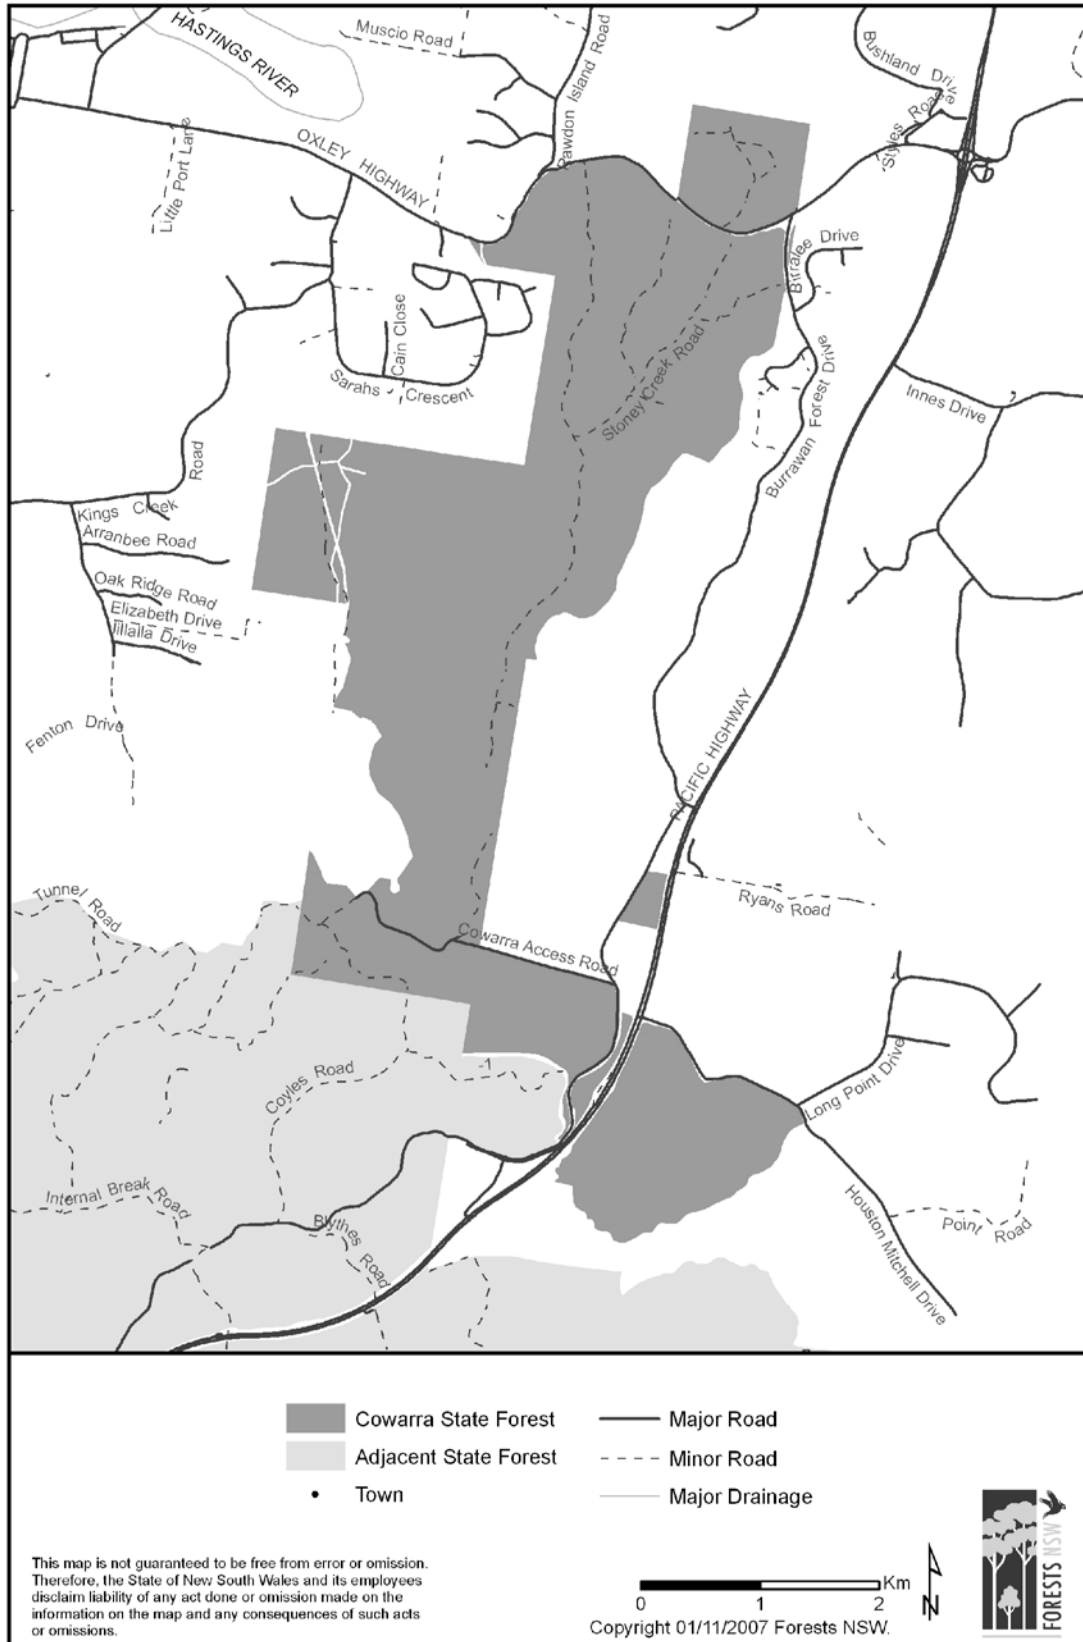 HASTINGS RIVER
Muscio Road
Rawdon Island Road
Bushland Drive
Styles Road
Little Port Lane
OXLEY HIGHWAY
Birralee Drive
Cain Close
Sarahs Crescent
Stoney Creek Road
Burrawan Forest Drive
Innes Drive
Kings Creek Road
Arranbee Road
Oak Ridge Road
Elizabeth Drive
Illalla Drive
Fenton Drive
PACIFIC HIGHWAY
Tunnel Road
Ryans Road
Cowarra Access Road
Coyles Road
-1
Long Point Drive
Internal Break Road
Blythes Road
Houston Mitchell Drive
Point Road
Cowarra State Forest
Adjacent State Forest
Town
Major Road
Minor Road
Major Drainage
This map is not guaranteed to be free from error or omission.
Therefore, the State of New South Wales and its employees
disclaim liability of any act done or omission made on the
information on the map and any consequences of such acts
or omissions.
Km
0 1 2
N
Copyright 01/11/2007 Forests NSW.
FORESTS NSW